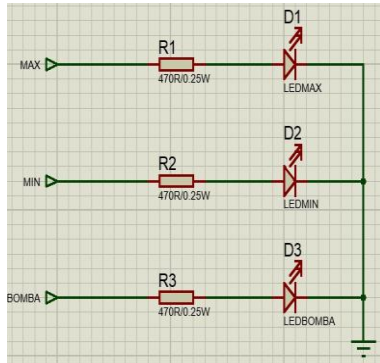 D1
R1
MAX
470R/0.25W
LEDMAX
D2
R2
MIN
470R/0.25W
LEDMIN
D3
R3
BOMBA
470R/0.25W
LEDBOMBA